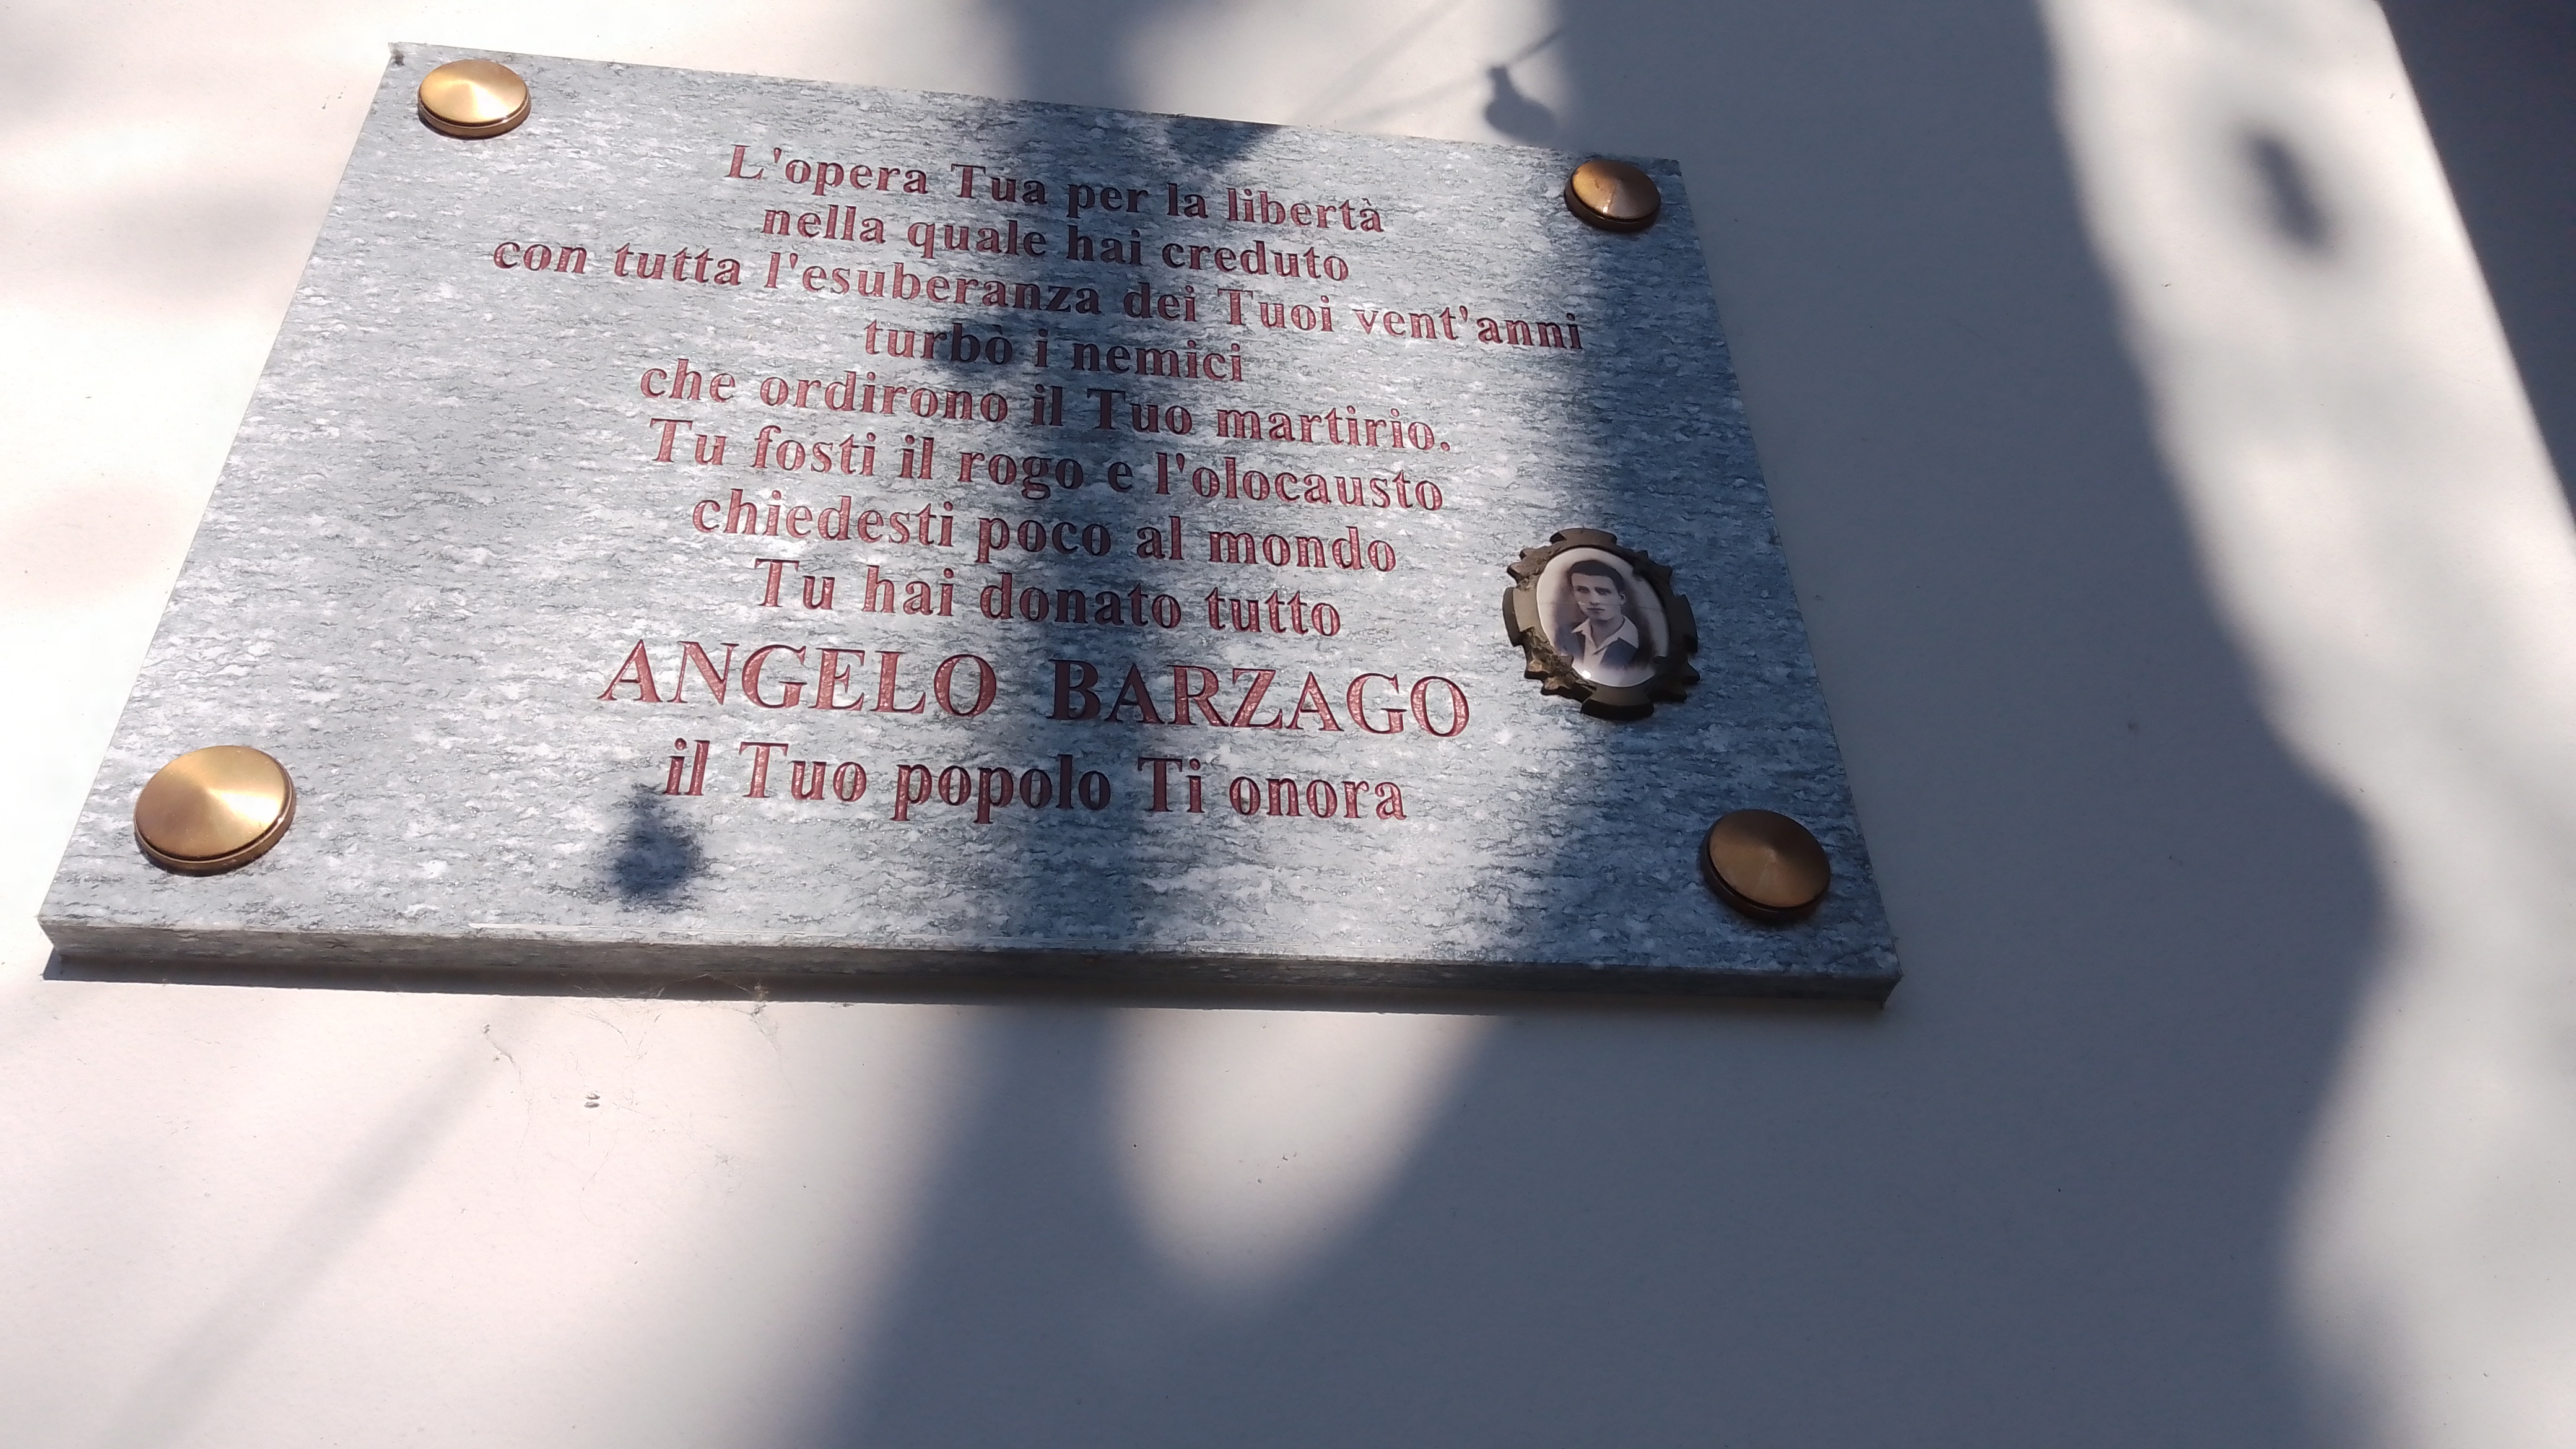 L'opera Tua per la libertà
nella quale hai creduto
con tutta l'esuberanza dei Tuoi vent'anni
turbò i nemici
che ordirono il Tuo martirio.
Tu fosti il rogo e l'olocausto
chiedesti poco al mondo
Tu hai donato tutto
ANGELO BARZAGO
il Tuo popolo Ti onora